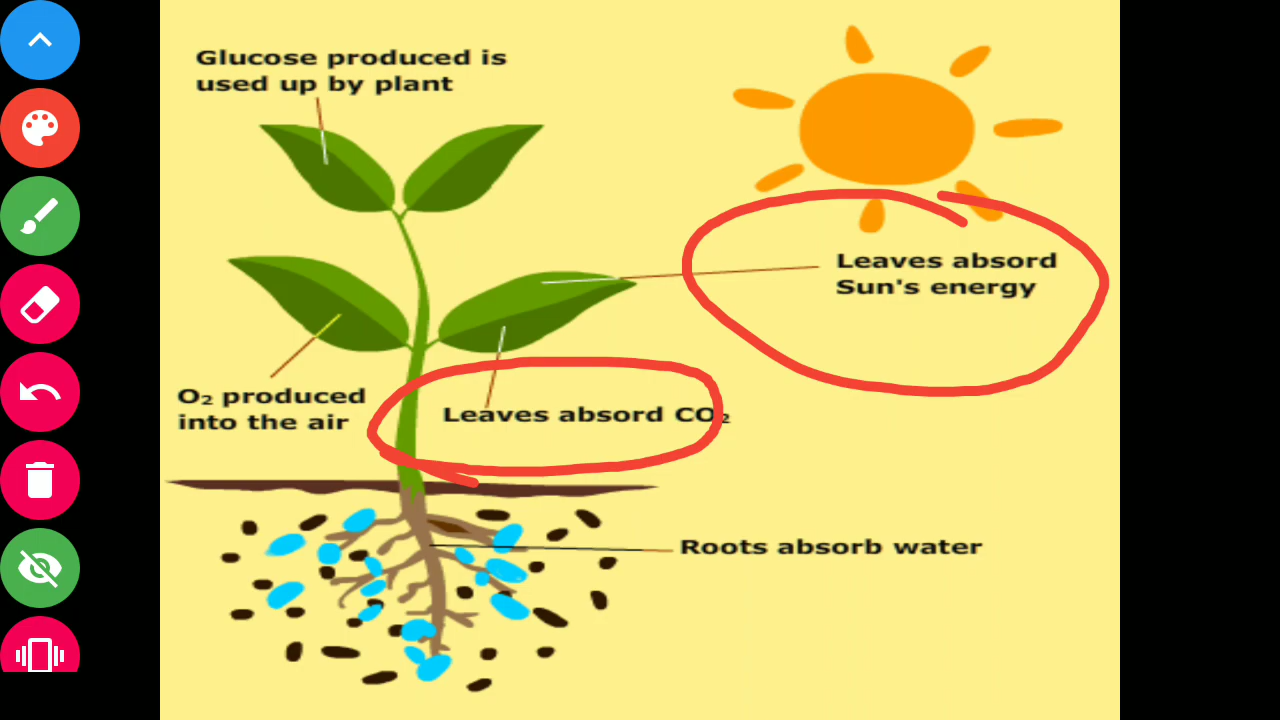 Glucose produced is
used up by plant
Leaves absord
Sun's energy
O₂ produced
into the air
Leaves absord CO₂
Roots absorb water